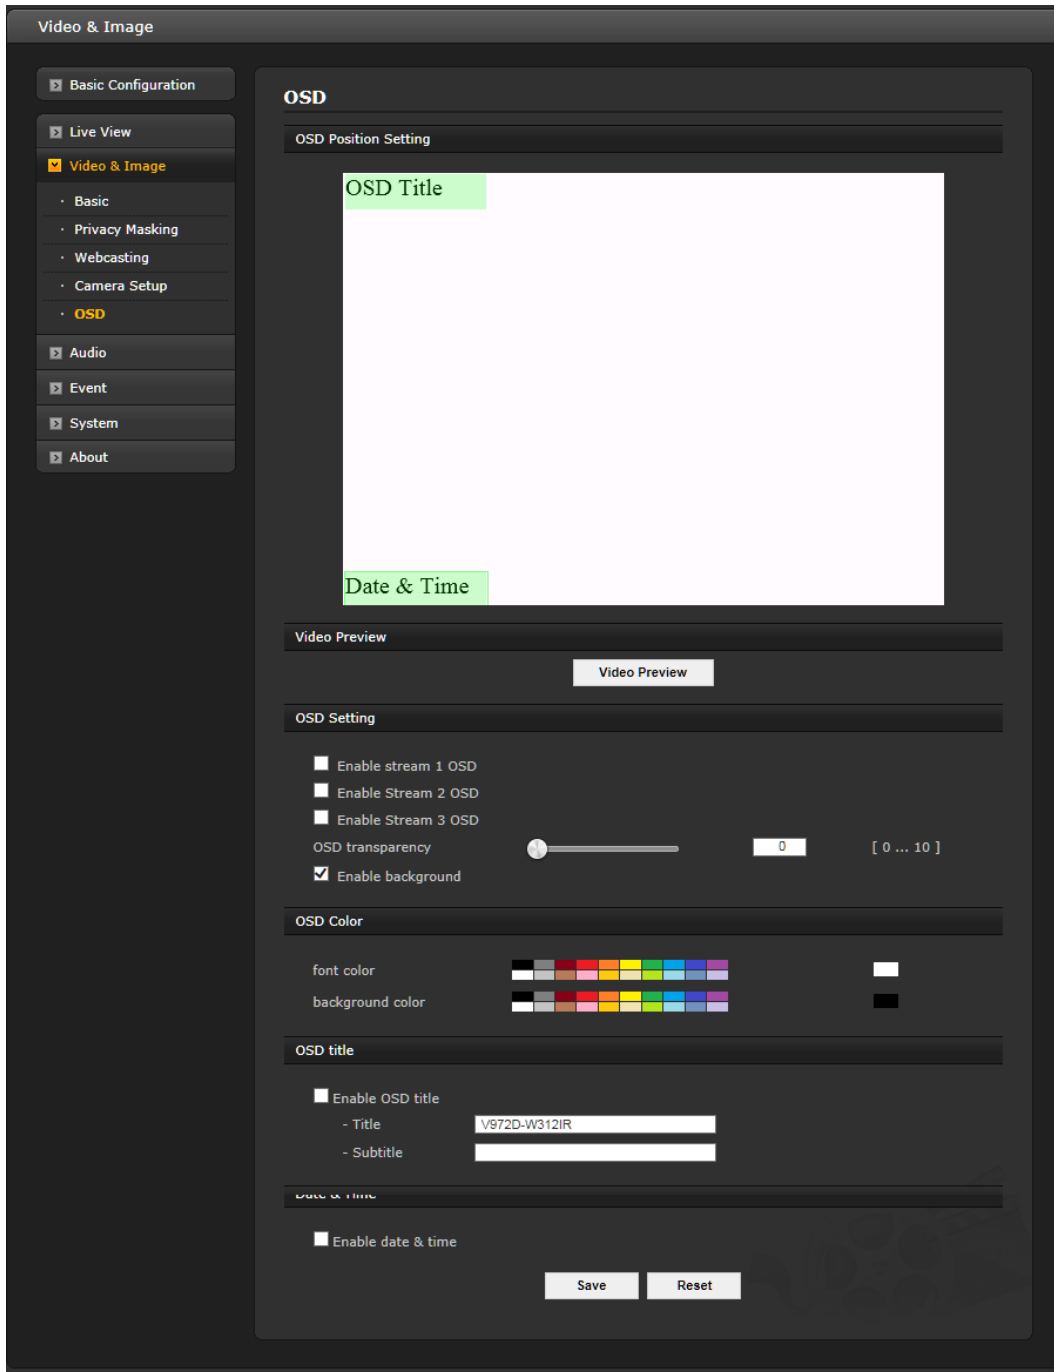 Video & Image
Basic Configuration
Live View
Video & Image
· Basic
· Privacy Masking
· Webcasting
· Camera Setup
· OSD
Audio
Event
System
About
OSD
OSD Position Setting
OSD Title
Date & Time
Video Preview
Video Preview
OSD Setting
Enable stream 1 OSD
Enable Stream 2 OSD
Enable Stream 3 OSD
OSD transparency 0 [ 0 ... 10 ]
Enable background
OSD Color
font color
background color
OSD title
Enable OSD title
- Title V972D-W312IR
- Subtitle
Date & Time
Enable date & time
Save Reset